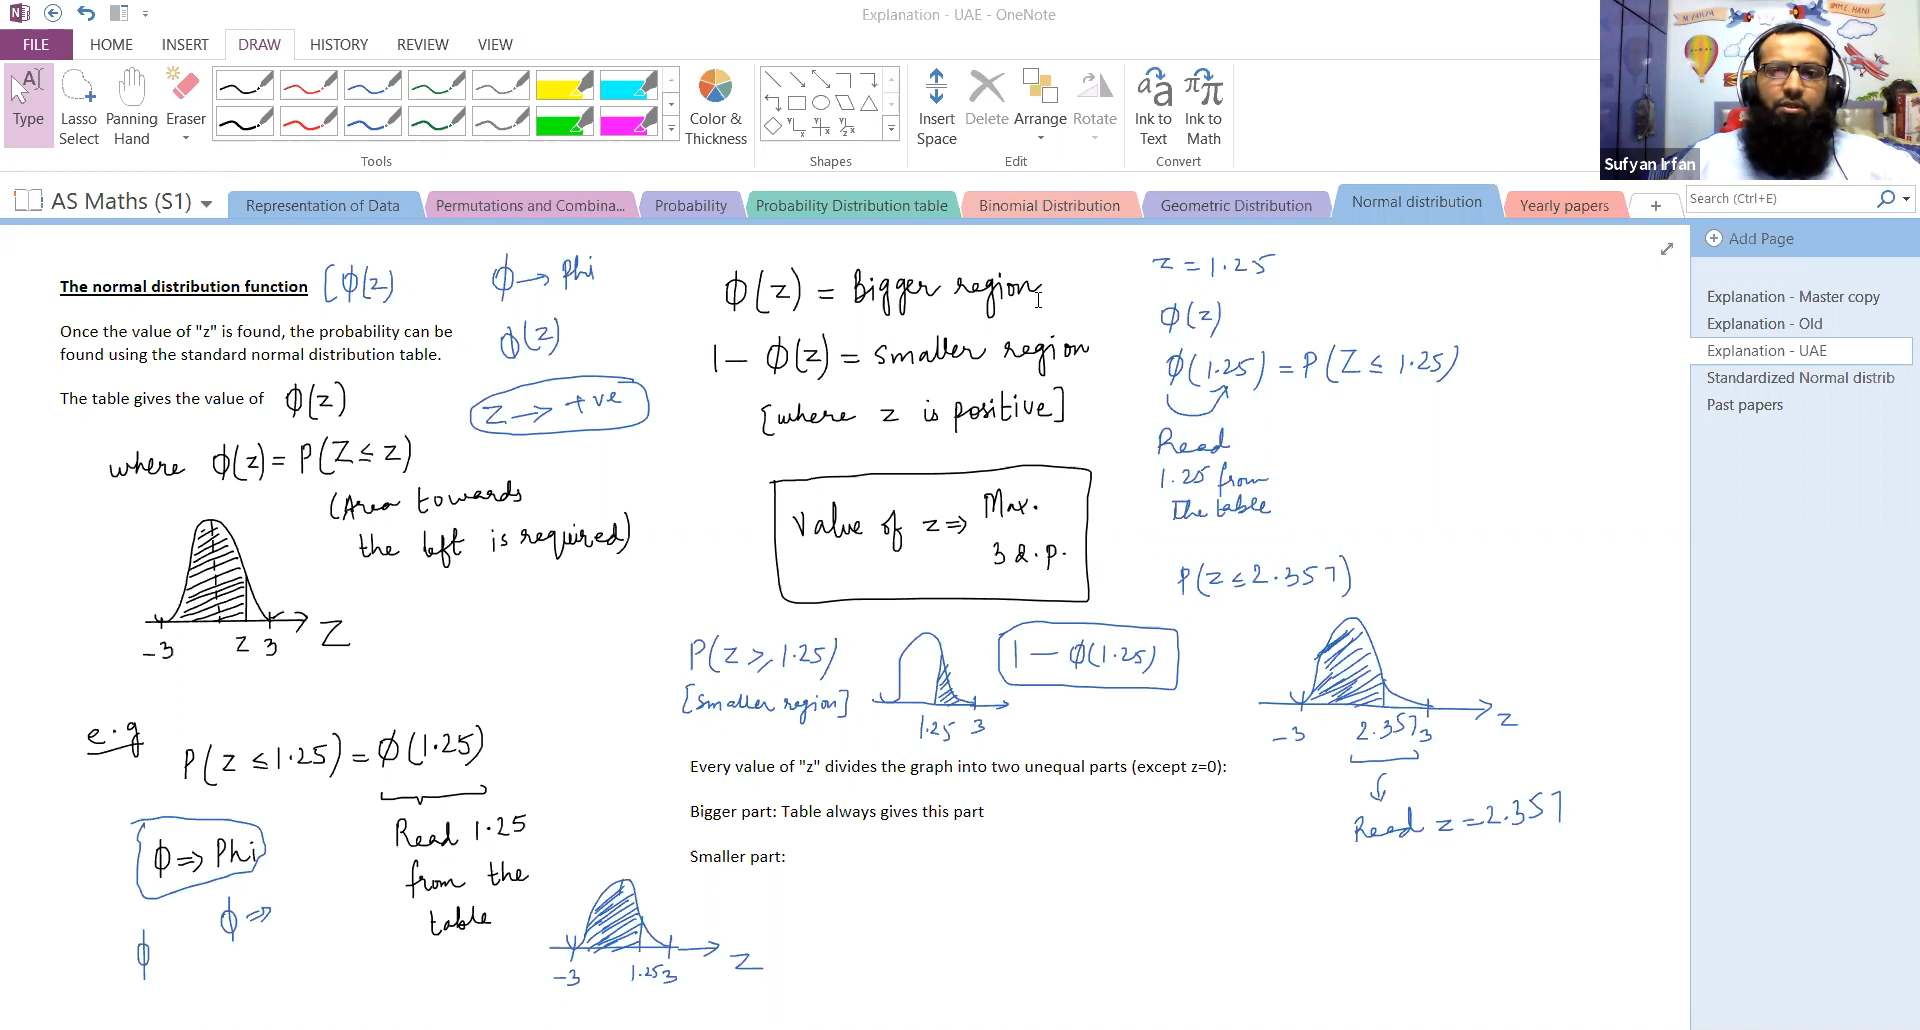 Explanation - UAE - OneNote
FILE HOME INSERT DRAW HISTORY REVIEW VIEW
Type
Lasso Select
Panning Hand
Eraser
Color & Thickness
Insert Space
Delete
Arrange
Rotate
Ink to Text
Ink to Math
Tools Shapes Edit Convert
M.YAHYA
UMME HANI
Sufyan Irfan
AS Maths (S1)
Representation of Data
Permutations and Combina...
Probability
Probability Distribution table
Binomial Distribution
Geometric Distribution
Normal distribution
Yearly papers
Search (Ctrl+E)
Add Page
Explanation - Master copy
Explanation - Old
Explanation - UAE
Standardized Normal distrib
Past papers
The normal distribution function [ϕ(z)
Once the value of "z" is found, the probability can be
found using the standard normal distribution table.
The table gives the value of ϕ(z)
where ϕ(z) = P(Z ≤ z)
(Area towards
the left is required)
-3 z 3 Z
e.g
P(Z ≤ 1.25) = ϕ(1.25)
Read 1.25
from the
table
ϕ ⇒ Phi
ϕ ⇒
ϕ
ϕ → Phi
ϕ(z)
z → +ve
-3 1.25 3 Z
ϕ(z) = Bigger region
1 - ϕ(z) = smaller region
[where z is positive]
Value of z ⇒ Max.
3 d.p.
P(Z ≥ 1.25)
[smaller region]
1.25 3
1 - ϕ(1.25)
Every value of "z" divides the graph into two unequal parts (except z=0):
Bigger part: Table always gives this part
Smaller part:
z = 1.25
ϕ(z)
ϕ(1.25) = P(Z ≤ 1.25)
Read
1.25 from
The table
P(Z ≤ 2.357)
-3 2.357 3 Z
Read z = 2.357